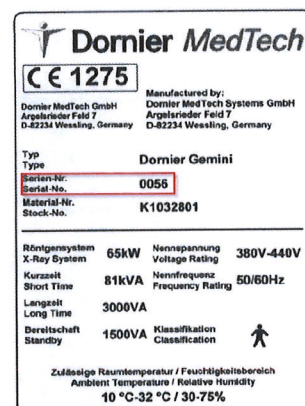 Dornier MedTech
CE 1275
Dornier MedTech GmbH
Argelsrieder Feld 7
D-82234 Wessling, Germany
Manufactured by:
Dornier MedTech Systems GmbH
Argelsrieder Feld 7
D-82234 Wessling, Germany
Typ
Type
Dornier Gemini
Serien-Nr.
Serial-No.
0056
Material-Nr.
Stock-No.
K1032801
Röntgensystem
X-Ray System
65kW
Nennspannung
Voltage Rating
380V-440V
Kurzzeit
Short Time
81kVA
Nennfrequenz
Frequency Rating
50/60Hz
Langzeit
Long Time
3000VA
Bereitschaft
Standby
1500VA
Klassifikation
Classification
Zulässige Raumtemperatur / Feuchtigkeitsbereich
Ambient Temperature / Relative Humidity
10 °C-32 °C / 30-75%